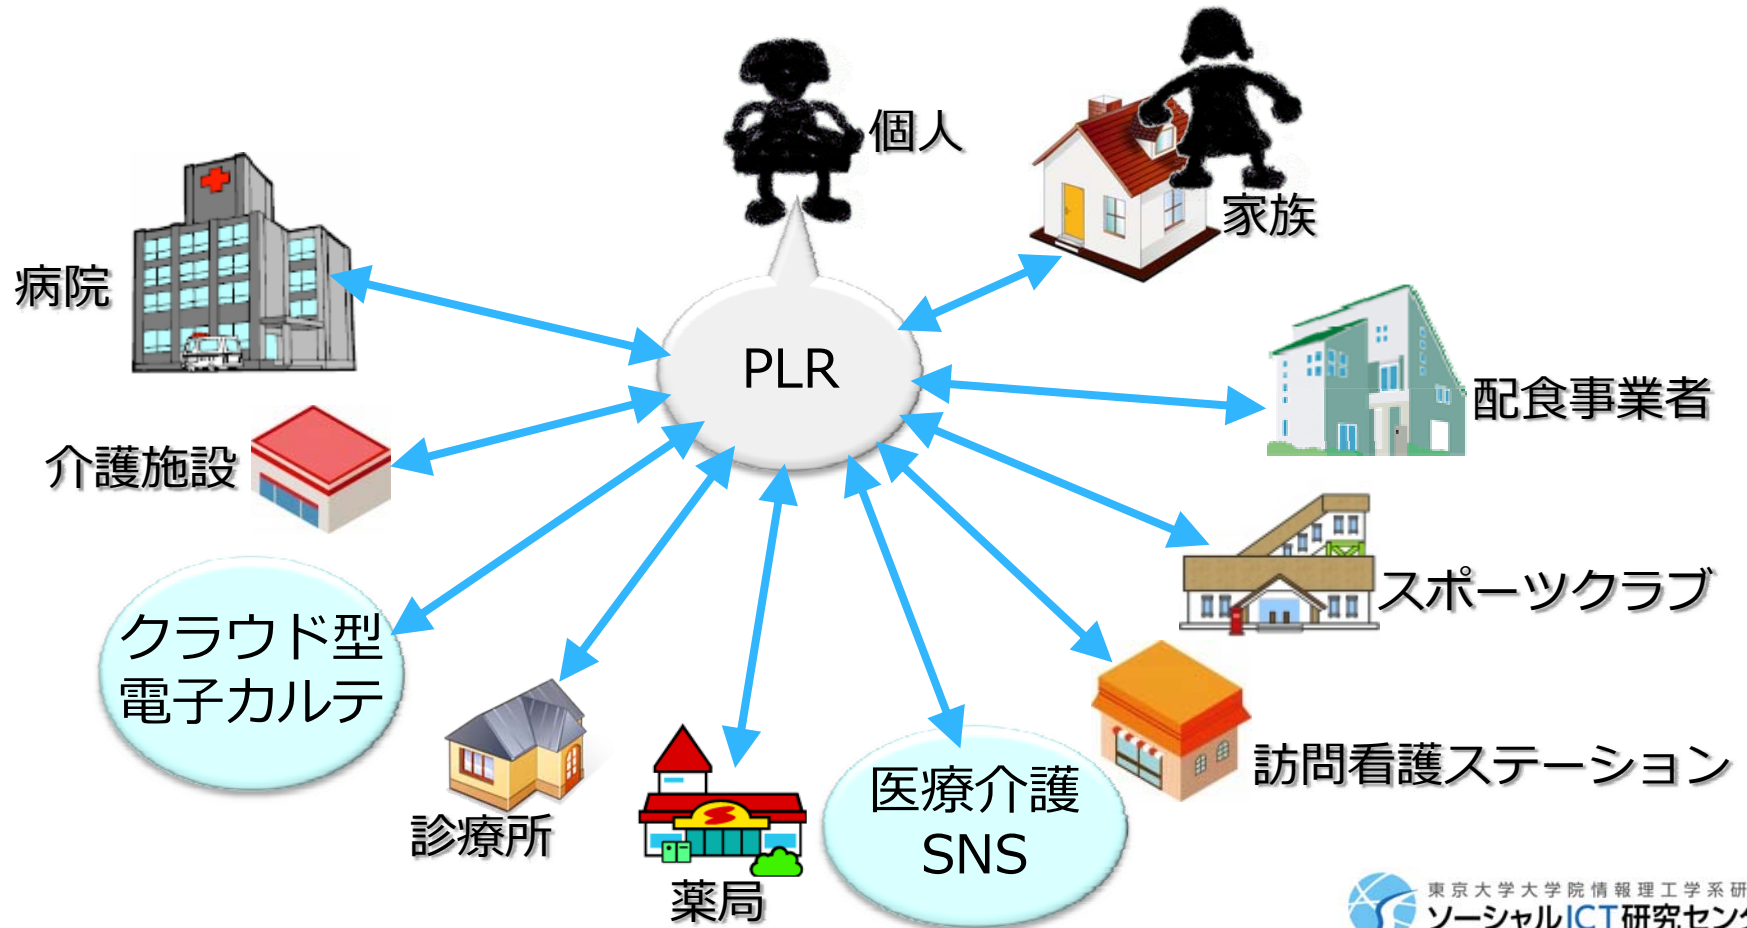 個人
家族
病院
PLR
配食事業者
介護施設
スポーツクラブ
クラウド型
電子カルテ
訪問看護ステーション
医療介護
SNS
診療所
薬局
東京大学大学院情報理工学系研
ソーシャルICT研究センタ